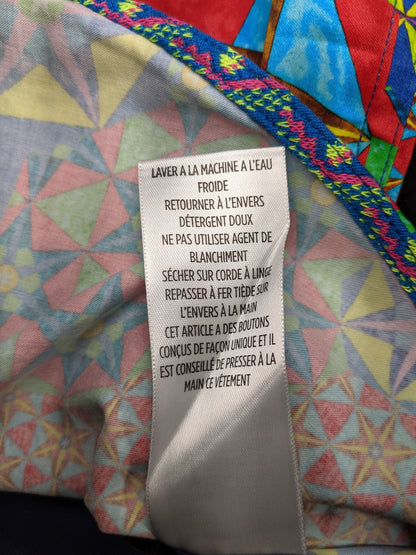 LAVER A LA MACHINE A L'EAU
FROIDE
RETOURNER À L'ENVERS
DÉTERGENT DOUX
NE PAS UTILISER AGENT DE
BLANCHIMENT
SÉCHER SUR CORDE À LINGE
REPASSER À FER TIÈDE SUR
L'ENVERS À LA MAIN
CET ARTICLE A DES BOUTONS
CONÇUS DE FAÇON UNIQUE ET IL
EST CONSEILLÉ DE PRESSER À LA
MAIN CE VÊTEMENT